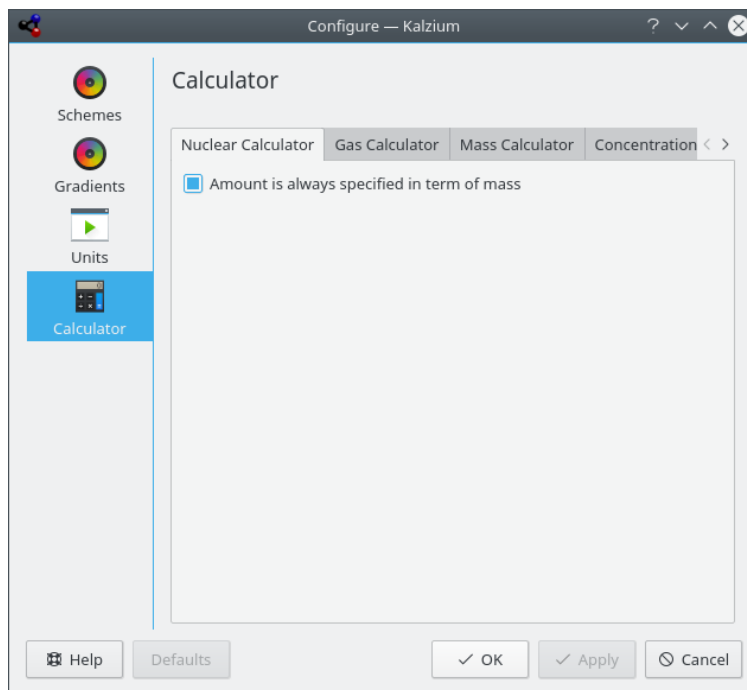 Configure — Kalzium
Schemes
Gradients
Units
Calculator
Calculator
Nuclear Calculator Gas Calculator Mass Calculator Concentration
Amount is always specified in term of mass
Help Defaults OK Apply Cancel